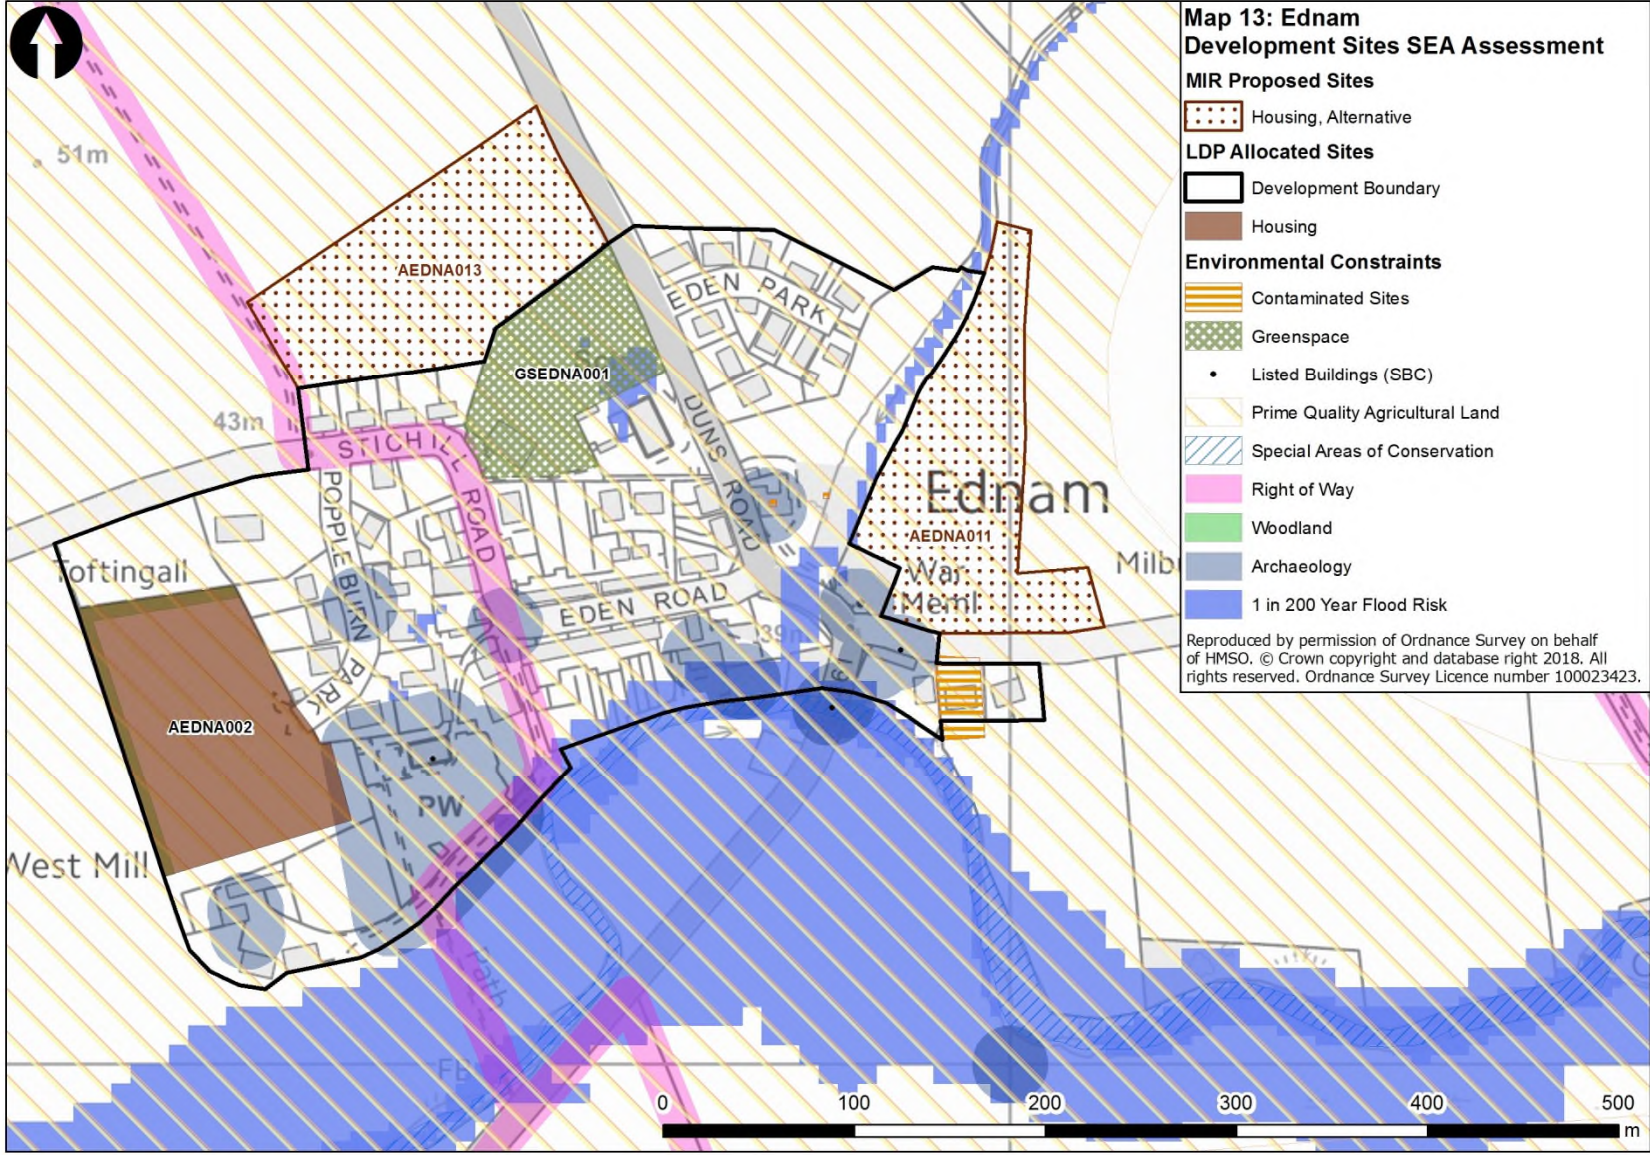 Map 13: Ednam
Development Sites SEA Assessment
MIR Proposed Sites
Housing, Alternative
LDP Allocated Sites
Development Boundary
Housing
Environmental Constraints
Contaminated Sites
Greenspace
Listed Buildings (SBC)
Prime Quality Agricultural Land
Special Areas of Conservation
Right of Way
Woodland
Archaeology
1 in 200 Year Flood Risk
Reproduced by permission of Ordnance Survey on behalf
of HMSO. © Crown copyright and database right 2018. All
rights reserved. Ordnance Survey Licence number 100023423.
51m
AEDNA013
EDEN PARK
GSEDNA001
43m
STICHILL ROAD
DUNS ROAD
POPPLEBURN PARK
Ednam
AEDNA011
Toftingall
War
Meml
EDEN ROAD
39m
AEDNA002
PW
West Mill
Path
FB
0 100 200 300 400 500
m